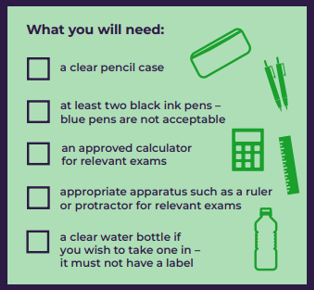 What you will need:
a clear pencil case
at least two black ink pens –
blue pens are not acceptable
an approved calculator
for relevant exams
appropriate apparatus such as a ruler
or protractor for relevant exams
a clear water bottle if
you wish to take one in –
it must not have a label